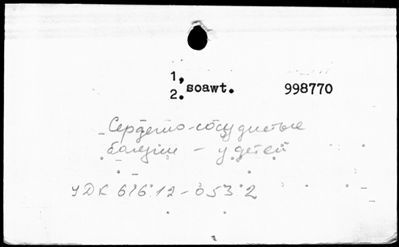 1,
2. soawt. 998770
Сердечно-сосудистые
болезни - у детей
УДК 616 12-053 2